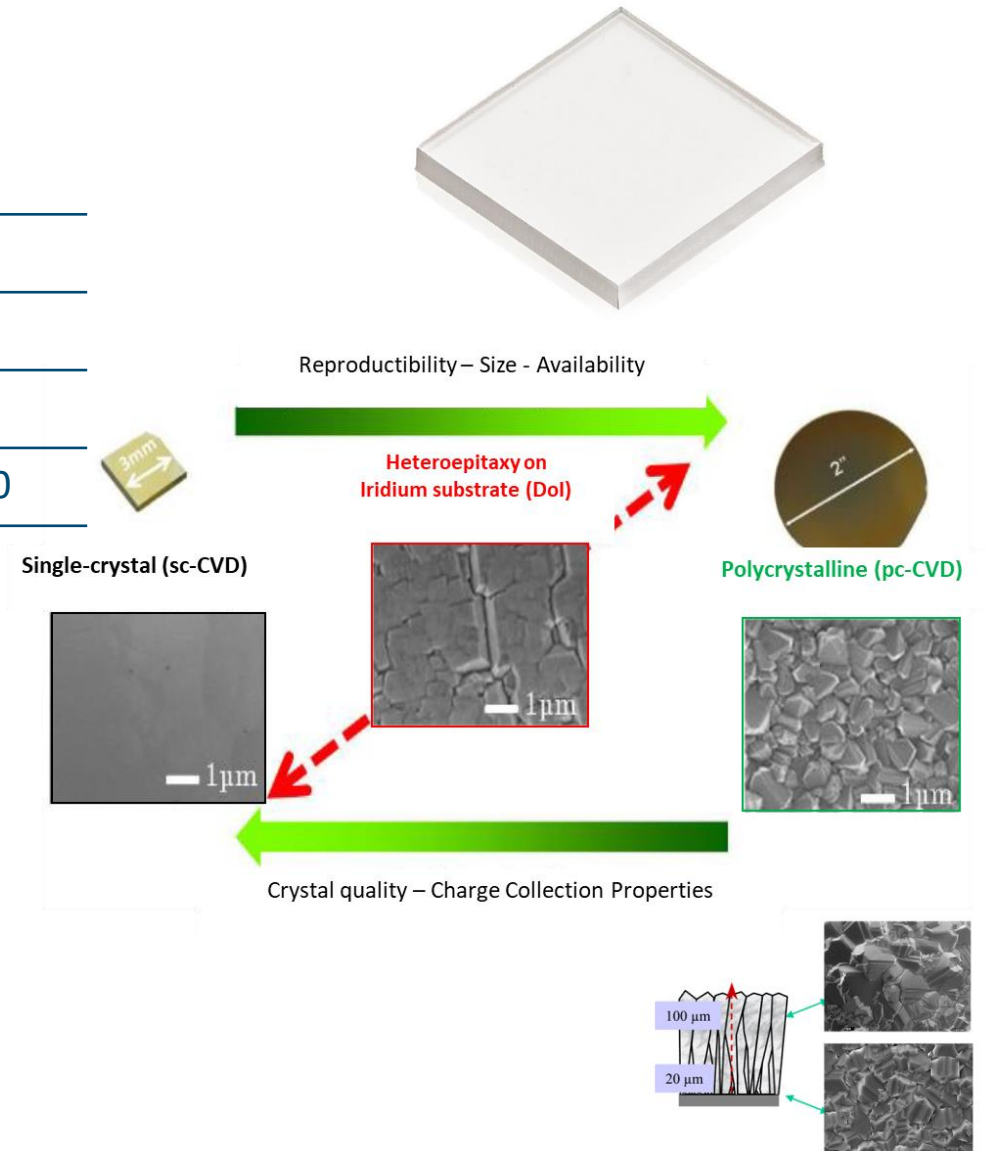 Reproductibility – Size - Availability
0
3mm
2"
Heteroepitaxy on
Iridium substrate (DoI)
Single-crystal (sc-CVD)
Polycrystalline (pc-CVD)
1µm
1µm
1µm
Crystal quality – Charge Collection Properties
100 µm
20 µm